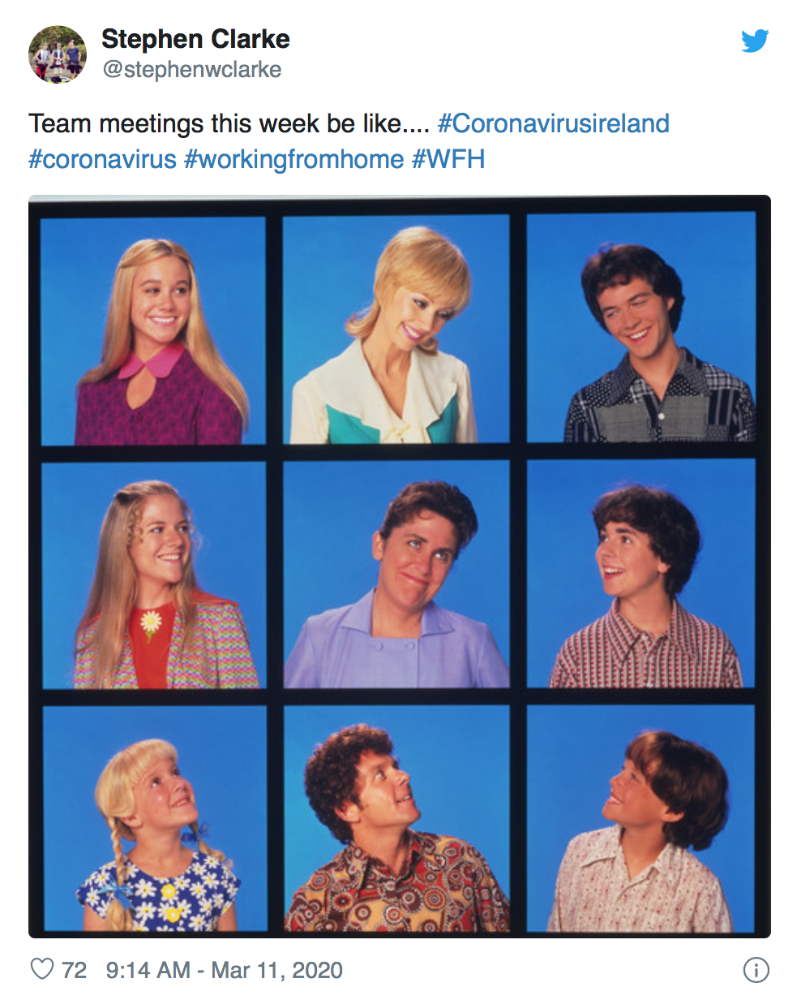 Stephen Clarke
@stephenwclarke
Team meetings this week be like.... #Coronavirusireland
#coronavirus #workingfromhome #WFH
72 9:14 AM - Mar 11, 2020